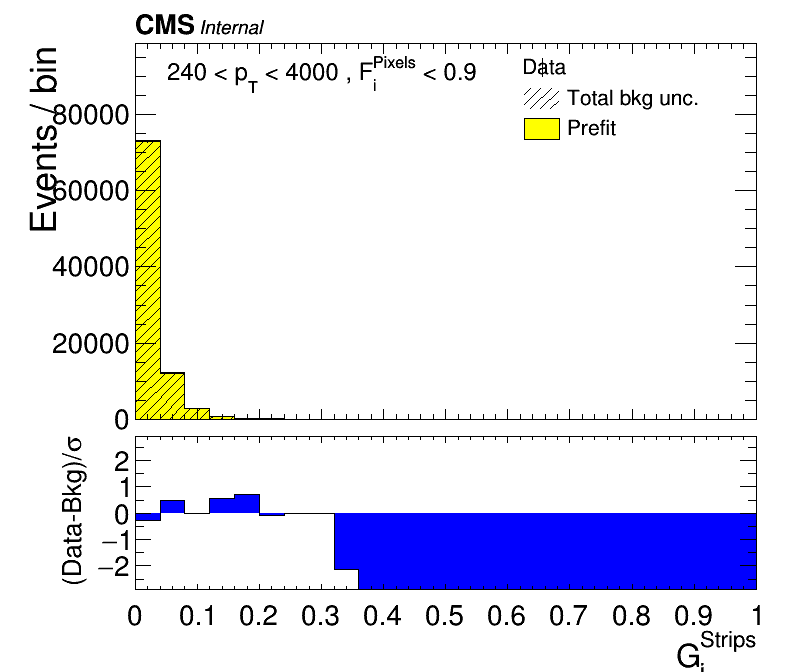 CMS Internal
240 < p_T < 4000 , F_i^Pixels < 0.9
Data
Total bkg unc.
Prefit
Events / bin
80000
60000
40000
20000
0
(Data-Bkg)/σ
2
1
0
−1
−2
0 0.1 0.2 0.3 0.4 0.5 0.6 0.7 0.8 0.9 1
G_i^Strips